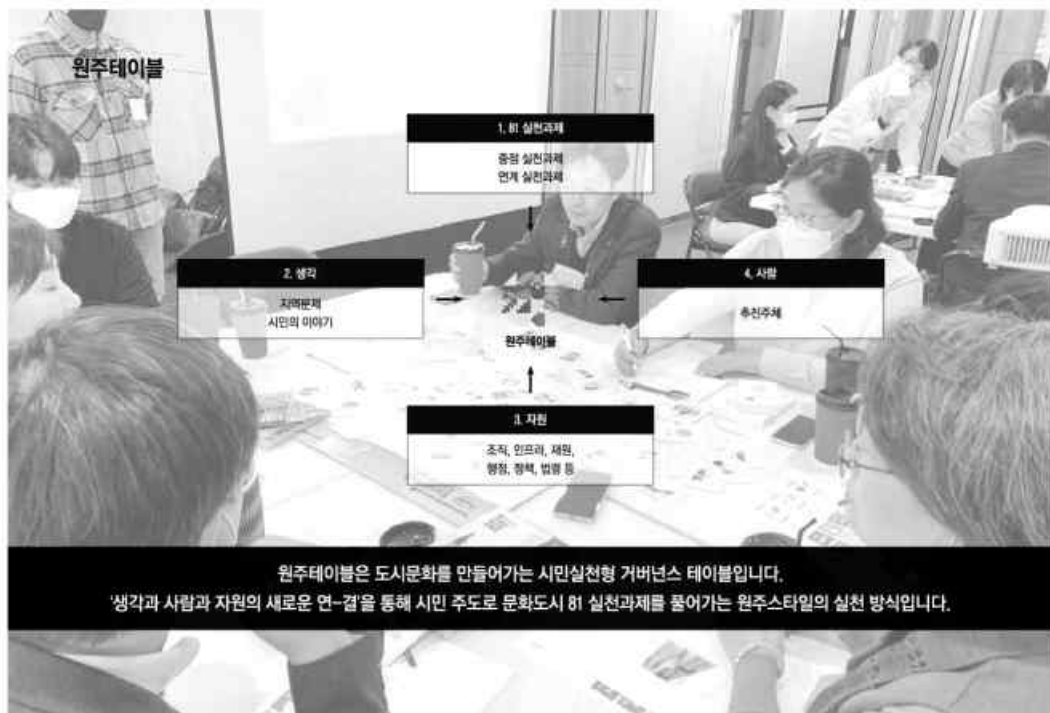 원주테이블
1. 81 실천과제
중점 실천과제
연계 실천과제
2. 생각
지역문제
시민의 이야기
4. 사람
추진주체
원주테이블
3. 자원
조직, 인프라, 재원,
행정, 정책, 법령 등
원주테이블은 도시문화를 만들어가는 시민실천형 거버넌스 테이블입니다.
'생각과 사람과 자원의 새로운 연-결'을 통해 시민 주도로 문화도시 81 실천과제를 풀어가는 원주스타일의 실천 방식입니다.